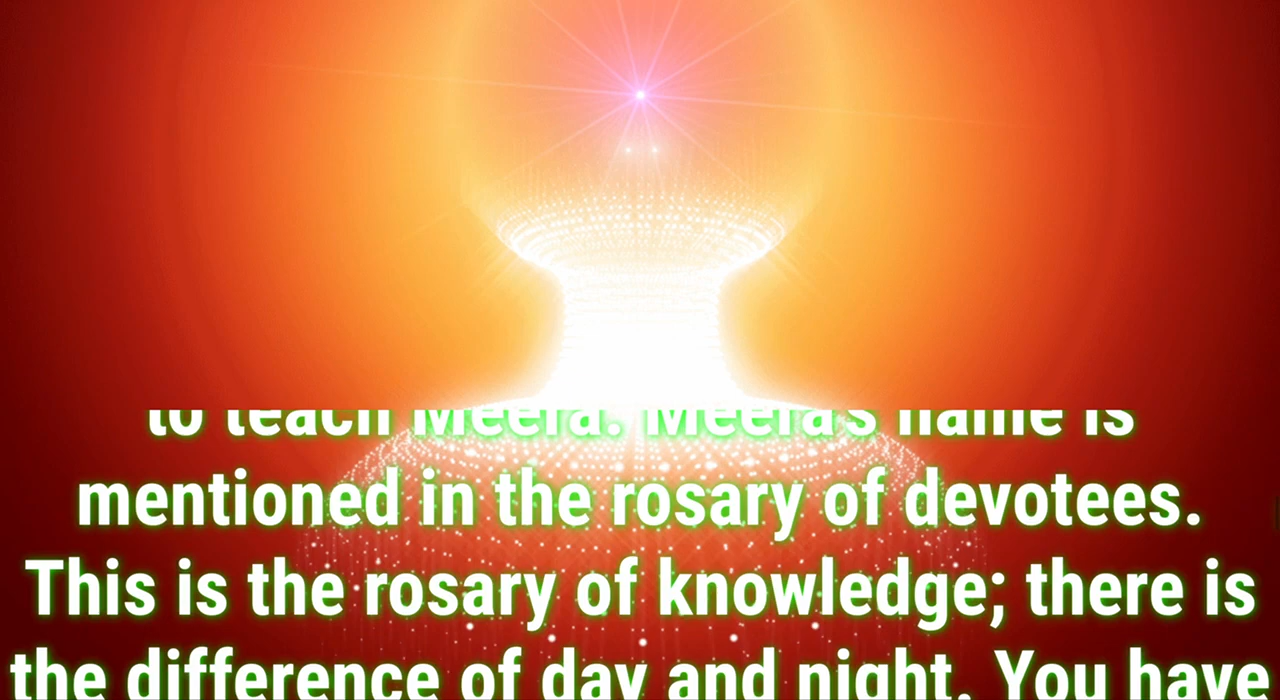 to teach Meera. Meera's name is
mentioned in the rosary of devotees.
This is the rosary of knowledge; there is
the difference of day and night. You have